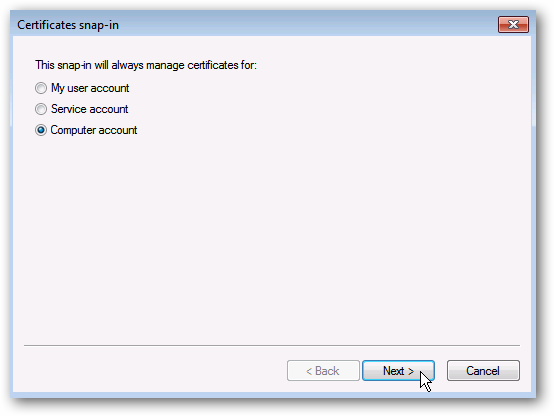 Certificates snap-in
This snap-in will always manage certificates for:
My user account
Service account
Computer account
< Back Next > Cancel